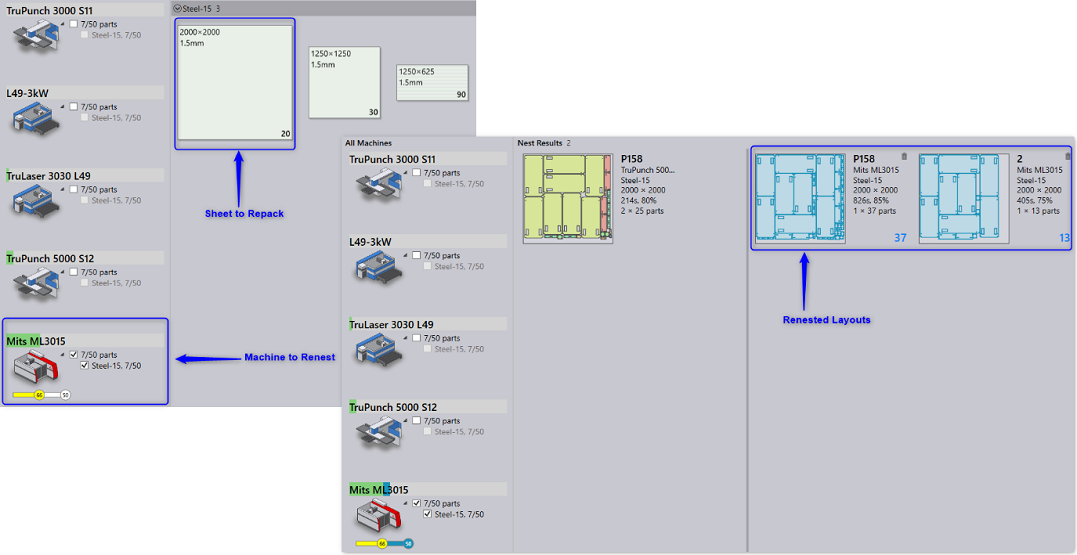 TruPunch 3000 S11
7/50 parts
Steel-15, 7/50
L49-3kW
7/50 parts
Steel-15, 7/50
TruLaser 3030 L49
7/50 parts
Steel-15, 7/50
TruPunch 5000 S12
7/50 parts
Steel-15, 7/50
Mits ML3015
7/50 parts
Steel-15, 7/50
66 50
Steel-15 3
2000×2000
1.5mm
20
1250×1250
1.5mm
30
1250×625
1.5mm
90
Sheet to Repack
Machine to Renest
All Machines
TruPunch 3000 S11
7/50 parts
Steel-15, 7/50
L49-3kW
7/50 parts
Steel-15, 7/50
TruLaser 3030 L49
7/50 parts
Steel-15, 7/50
TruPunch 5000 S12
7/50 parts
Steel-15, 7/50
Mits ML3015
7/50 parts
Steel-15, 7/50
66 50
Nest Results 2
P158
TruPunch 500...
Steel-15
2000 × 2000
214s, 80%
2 × 25 parts
P158
Mits ML3015
Steel-15
2000 × 2000
826s, 85%
1 × 37 parts
37
2
Mits ML3015
Steel-15
2000 × 2000
405s, 75%
1 × 13 parts
13
Renested Layouts